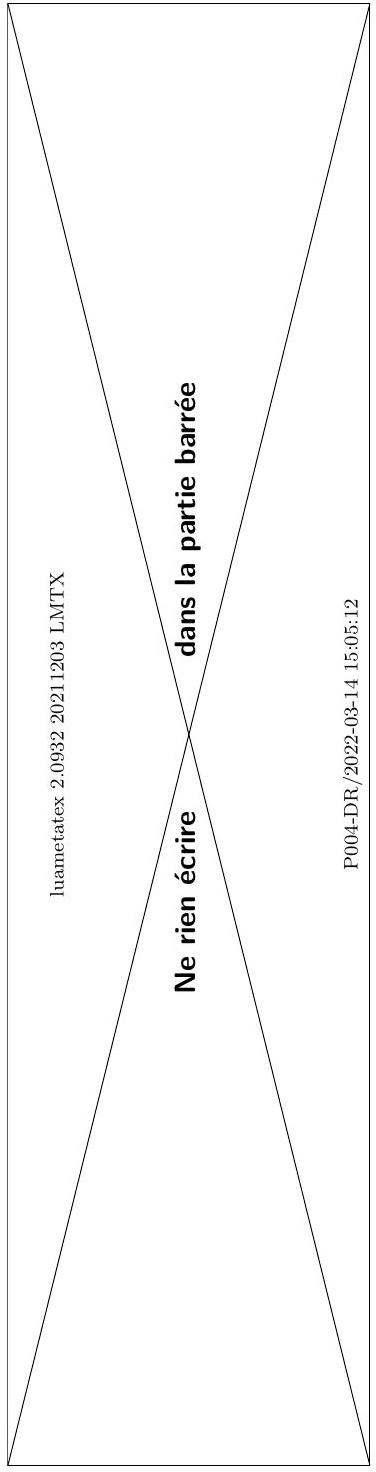 luametatex 2.0932 20211203 LMTX
Ne rien écrire dans la partie barrée
P004-DR/2022-03-14 15:05:12